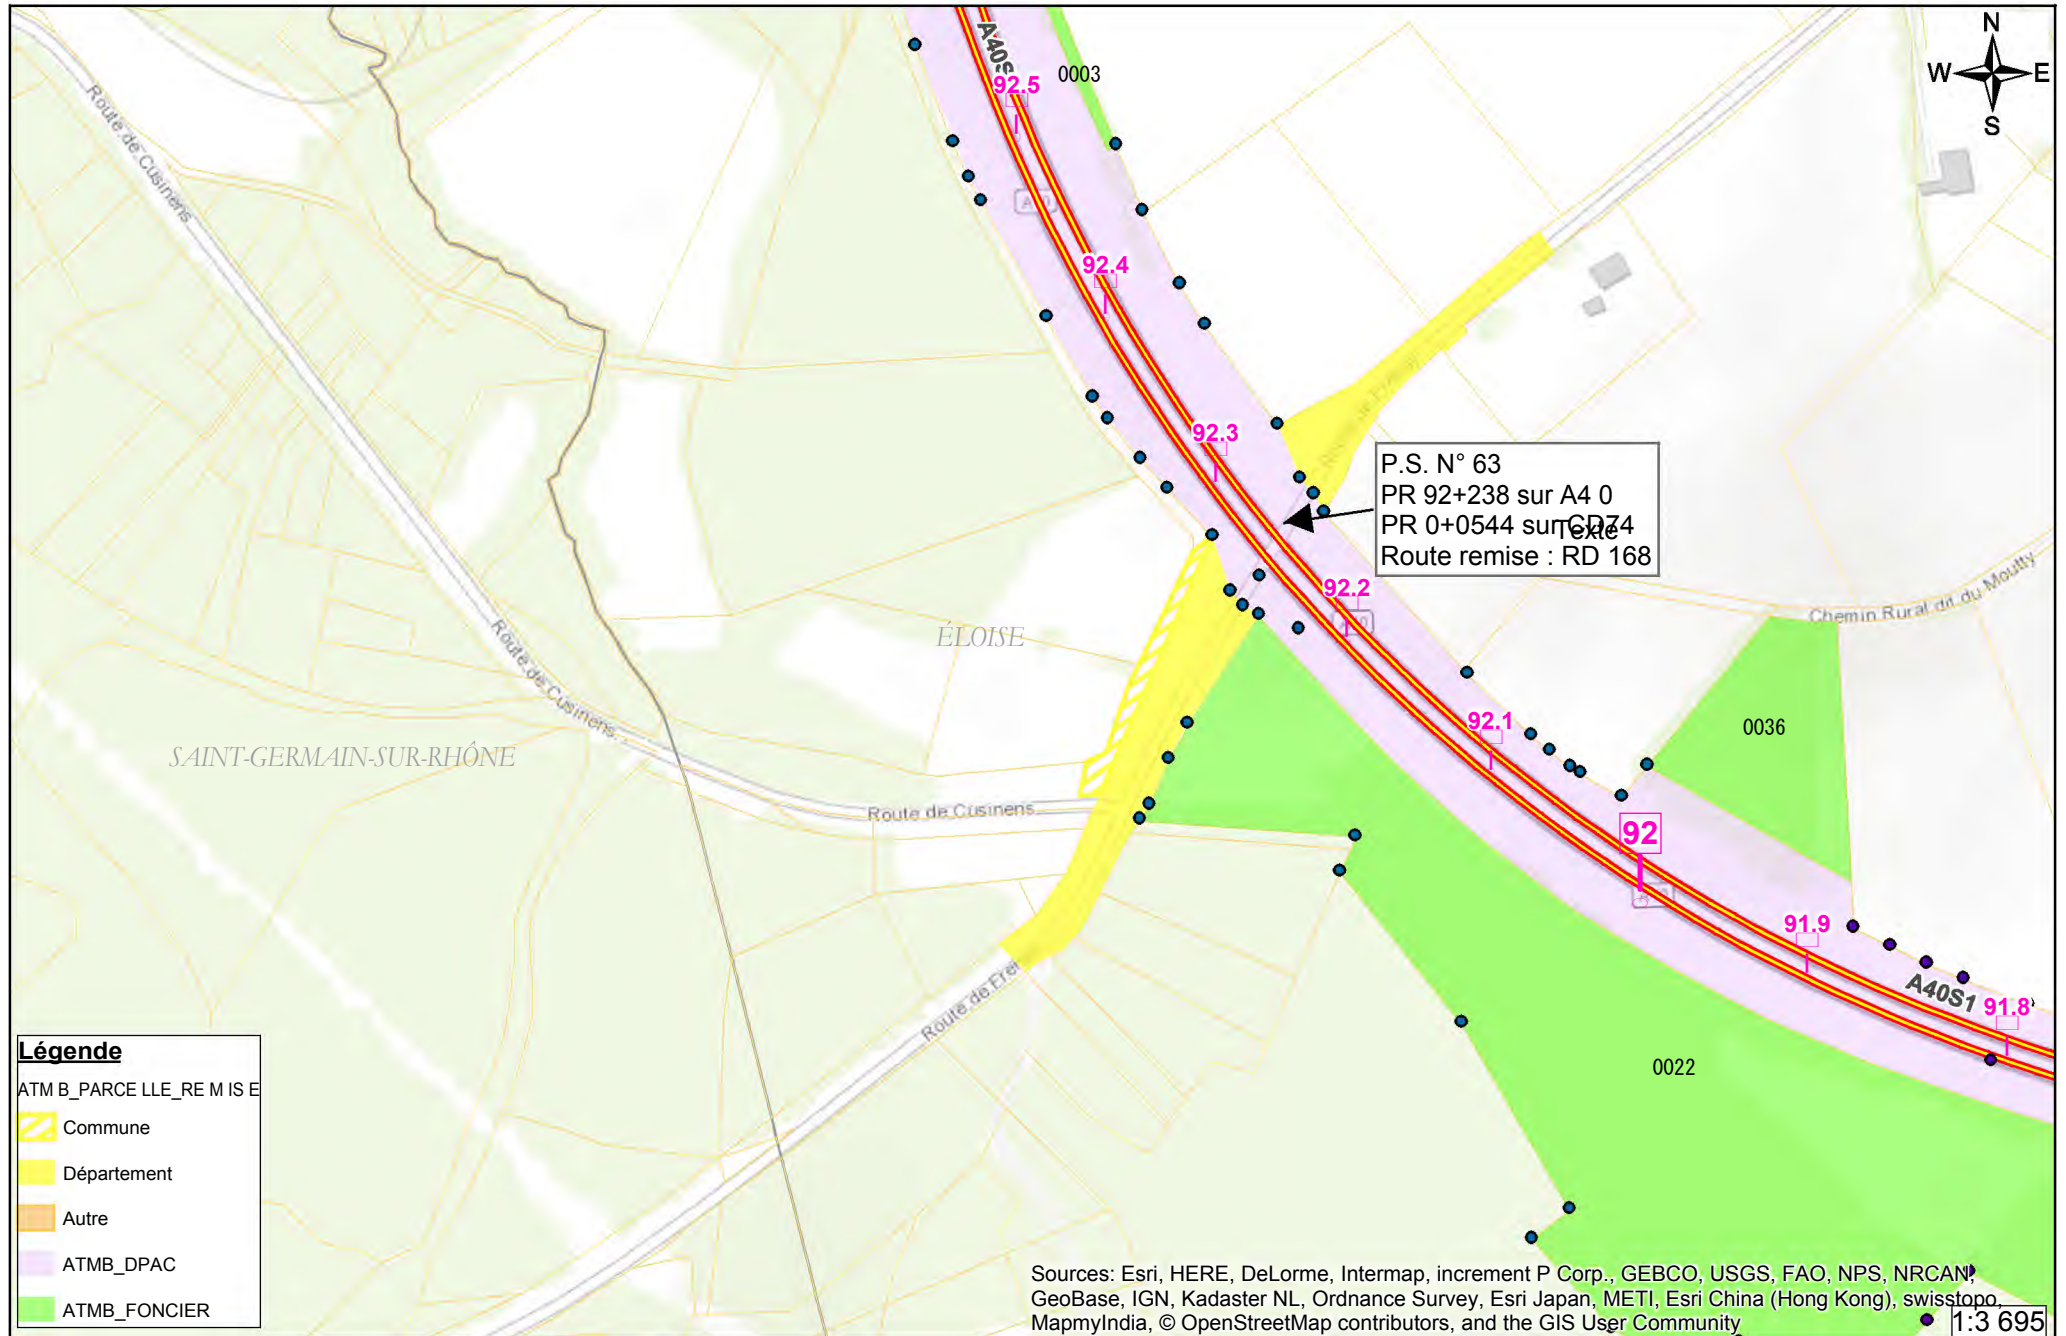 N
W E
S
A40S
92.5
0003
Route de Cusinens
92.4
92.3
P.S. N° 63
PR 92+238 sur A4 0
PR 0+0544 sur CD74
Texte
Route remise : RD 168
92.2
Chemin Rural dit du Moutty
ÉLOISE
Route de Cusinens
92.1
0036
SAINT-GERMAIN-SUR-RHÔNE
Route de Cusinens
92
91.9
A40S1
91.8
Route de Frei
0022
Légende
ATM B_PARCE LLE_RE M IS E
Commune
Département
Autre
ATMB_DPAC
ATMB_FONCIER
Sources: Esri, HERE, DeLorme, Intermap, increment P Corp., GEBCO, USGS, FAO, NPS, NRCAN,
GeoBase, IGN, Kadaster NL, Ordnance Survey, Esri Japan, METI, Esri China (Hong Kong), swisstopo,
MapmyIndia, © OpenStreetMap contributors, and the GIS User Community
1:3 695